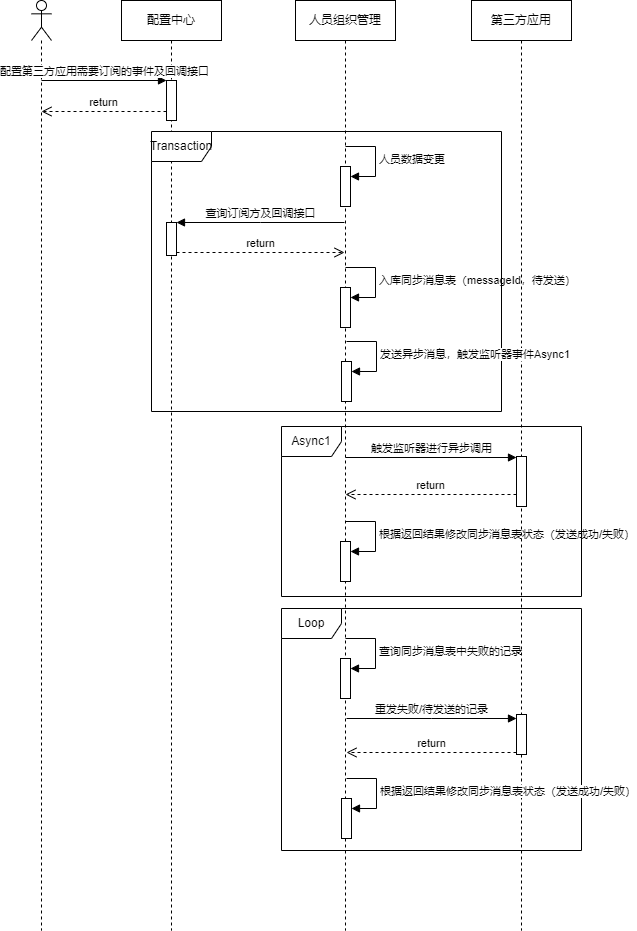 配置中心
人员组织管理
第三方应用
配置第三方应用需要订阅的事件及回调接口
return
Transaction
人员数据变更
查询订阅方及回调接口
return
入库同步消息表（messageId，待发送）
发送异步消息，触发监听器事件Async1
Async1
触发监听器进行异步调用
return
根据返回结果修改同步消息表状态（发送成功/失败）
Loop
查询同步消息表中失败的记录
重发失败/待发送的记录
return
根据返回结果修改同步消息表状态（发送成功/失败）